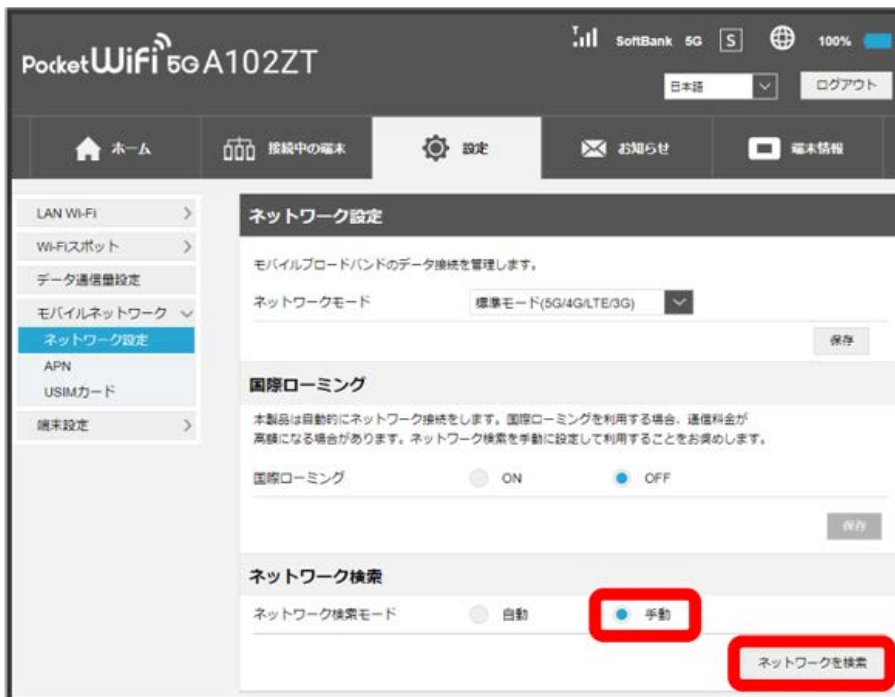 Pocket WiFi 5G A102ZT
SoftBank 5G S 100%
日本語 ログアウト
ホーム 接続中の端末 設定 お知らせ 端末情報
LAN Wi-Fi
Wi-Fiスポット
データ通信量設定
モバイルネットワーク
ネットワーク設定
APN
USIMカード
端末設定
ネットワーク設定
モバイルブロードバンドのデータ接続を管理します。
ネットワークモード 標準モード(5G/4G/LTE/3G)
保存
国際ローミング
本製品は自動的にネットワーク接続をします。国際ローミングを利用する場合、通信料金が
高額になる場合があります。ネットワーク検索を手動に設定して利用することをお奨めします。
国際ローミング ON OFF
保存
ネットワーク検索
ネットワーク検索モード 自動 手動
ネットワークを検索